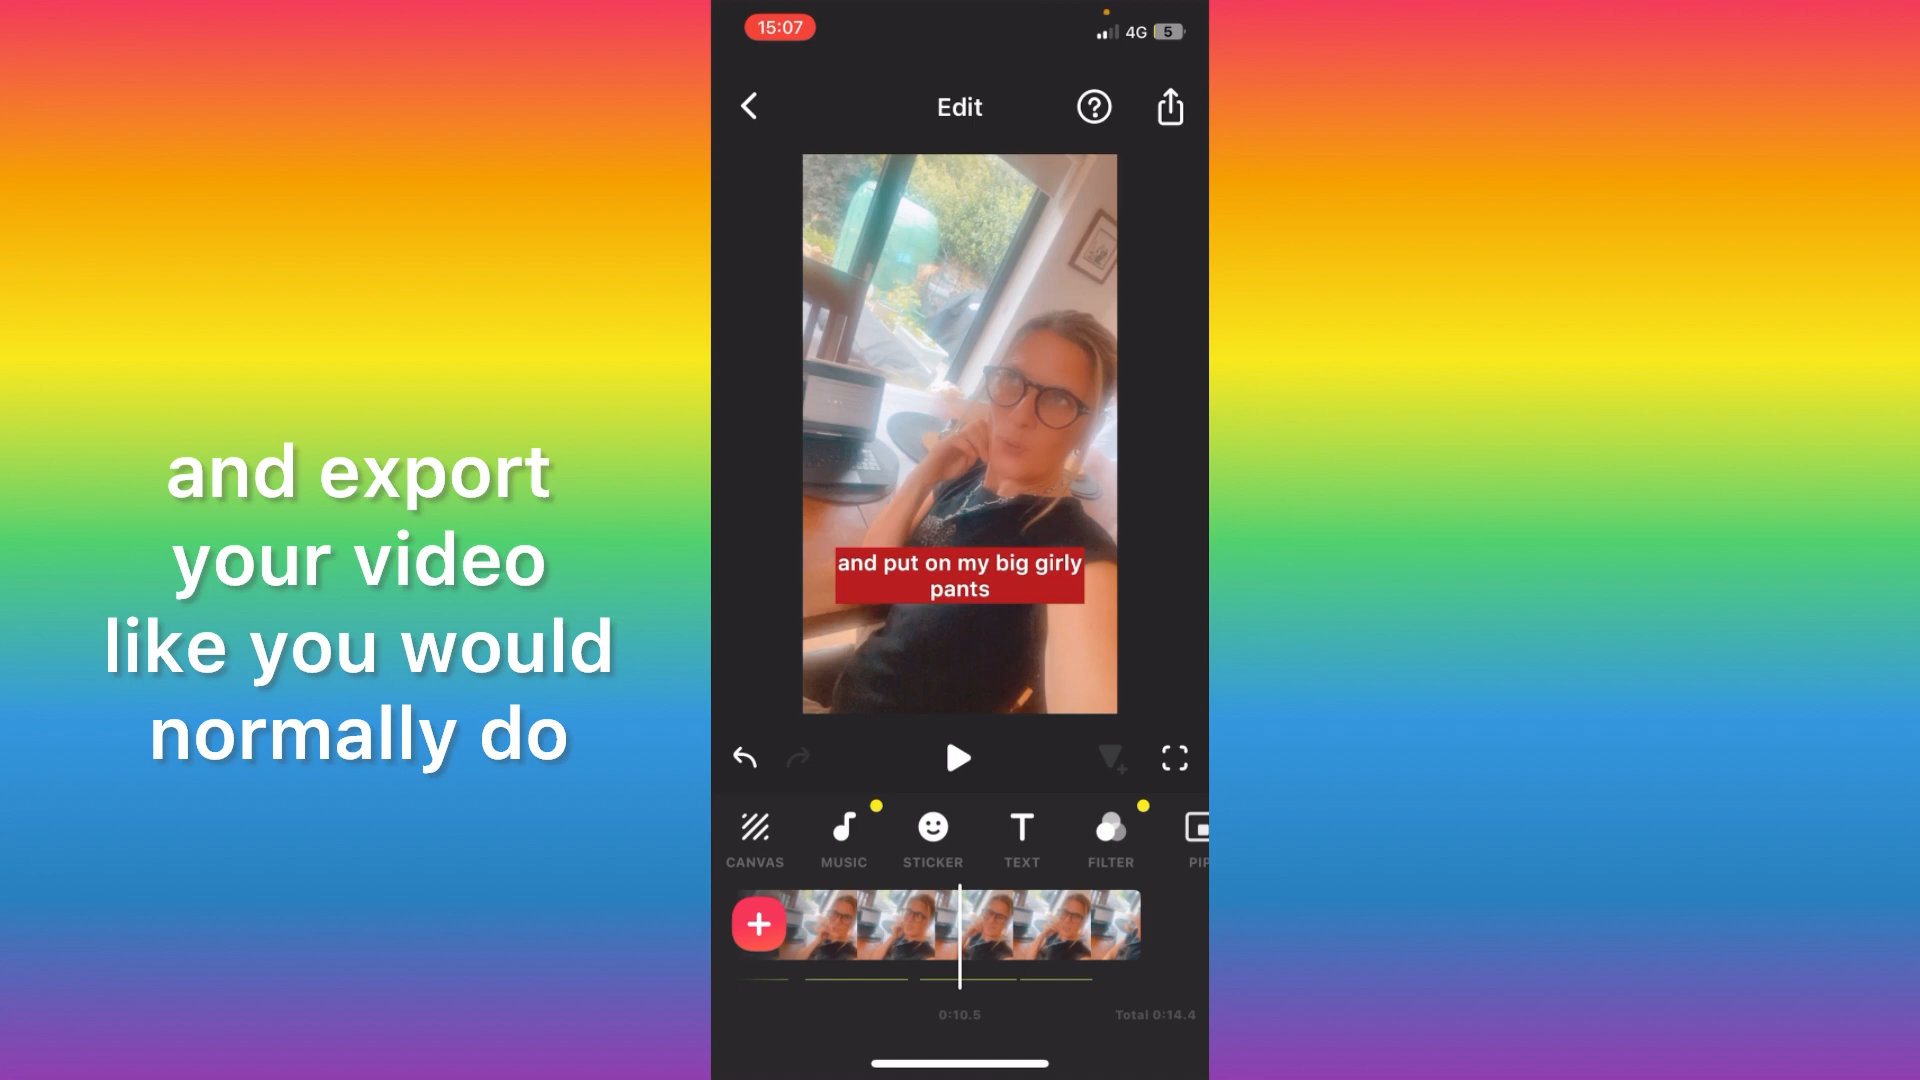 15:07
4G
5
Edit
and export
your video
like you would
normally do
and put on my big girly
pants
CANVAS
MUSIC
STICKER
TEXT
FILTER
PIP
0:10.5
Total 0:14.4